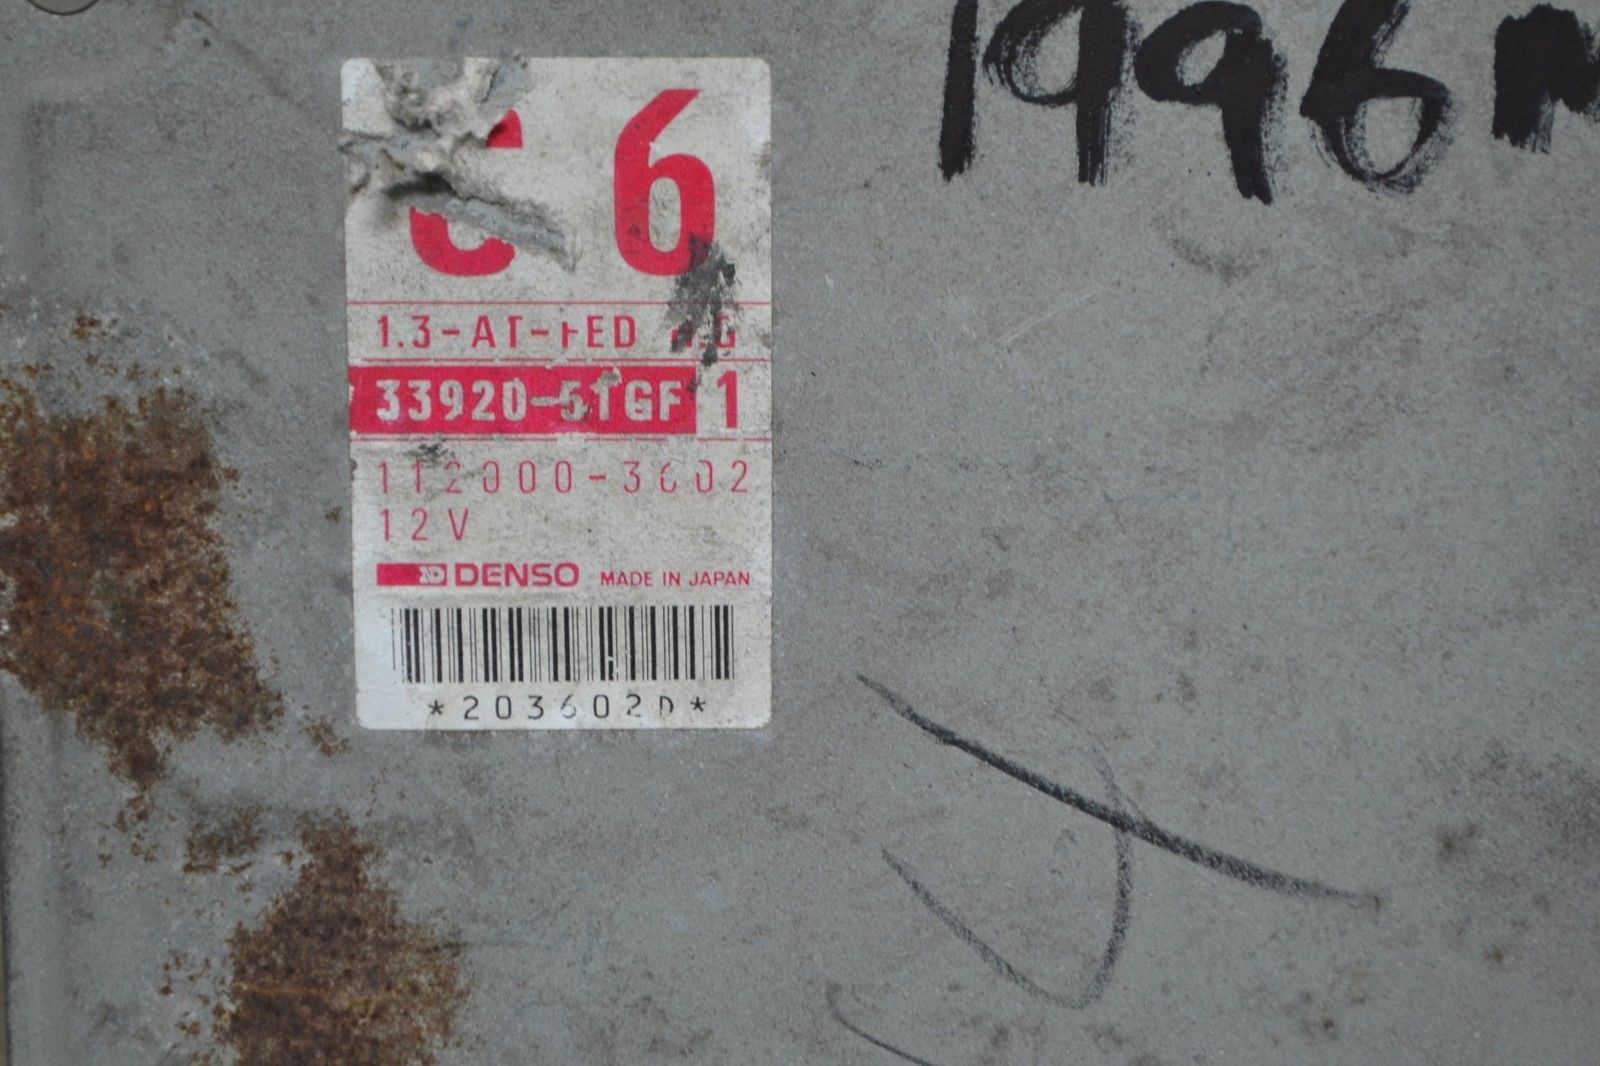 1996
6
1.3-AT-FED
33920-51GF 1
112000-3602
12V
DENSO MADE IN JAPAN
*203602D*